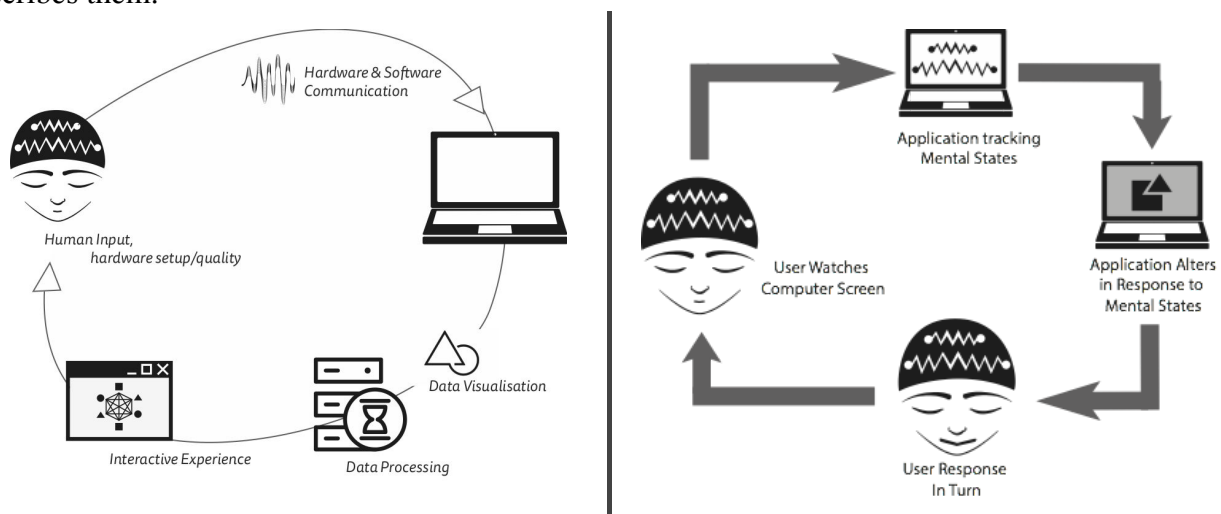 Hardware & Software
Communication
Human Input,
hardware setup/quality
Data Visualisation
Interactive Experience
Data Processing
Application tracking
Mental States
User Watches
Computer Screen
Application Alters
in Response to
Mental States
User Response
In Turn